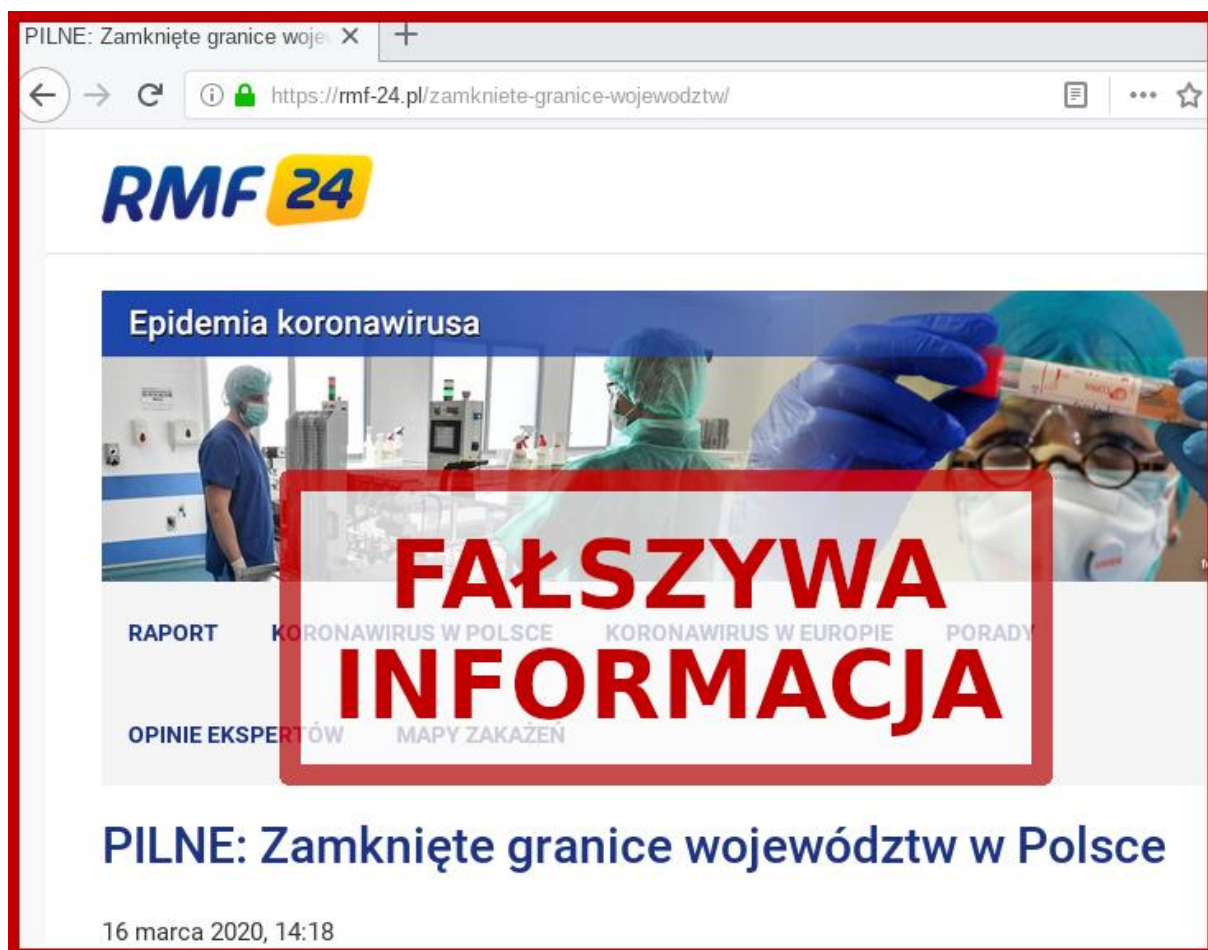 PILNE: Zamknięte granice woje
https://rmf-24.pl/zamkniete-granice-wojewodztw/
RMF 24
Epidemia koronawirusa
FAŁSZYWA
INFORMACJA
RAPORT KORONAWIRUS W POLSCE KORONAWIRUS W EUROPIE PORADY
OPINIE EKSPERTÓW MAPY ZAKAŻEŃ
PILNE: Zamknięte granice województw w Polsce
16 marca 2020, 14:18